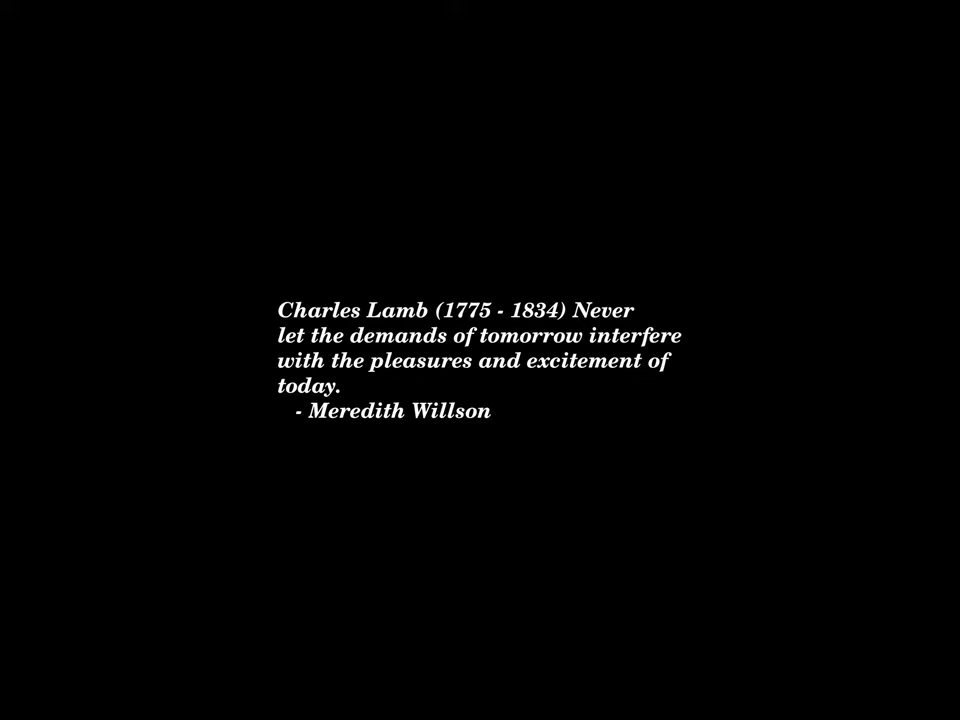 Charles Lamb (1775 - 1834) Never
let the demands of tomorrow interfere
with the pleasures and excitement of
today.
- Meredith Willson